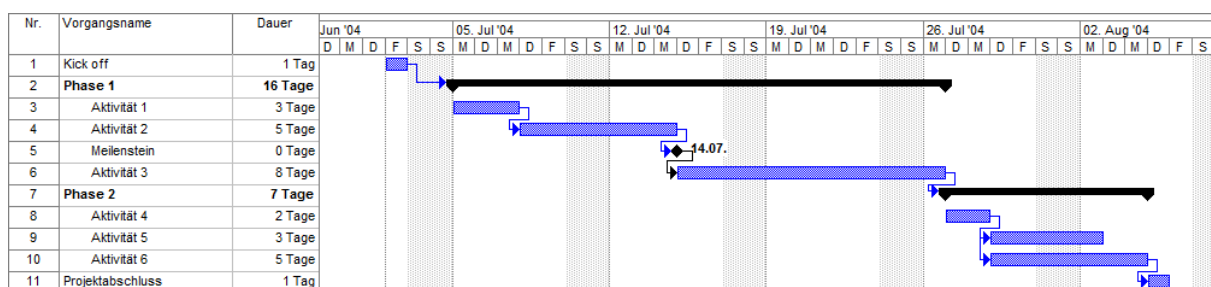 Nr. Vorgangsname Dauer Jun '04 05. Jul '04 12. Jul '04 19. Jul '04 26. Jul '04 02. Aug '04
D M D F S S M D M D F S S M D M D F S S M D M D F S S M D M D F S S M D M D F S
1 Kick off 1 Tag
2 Phase 1 16 Tage
3 Aktivität 1 3 Tage
4 Aktivität 2 5 Tage
5 Meilenstein 0 Tage 14.07.
6 Aktivität 3 8 Tage
7 Phase 2 7 Tage
8 Aktivität 4 2 Tage
9 Aktivität 5 3 Tage
10 Aktivität 6 5 Tage
11 Projektabschluss 1 Tag